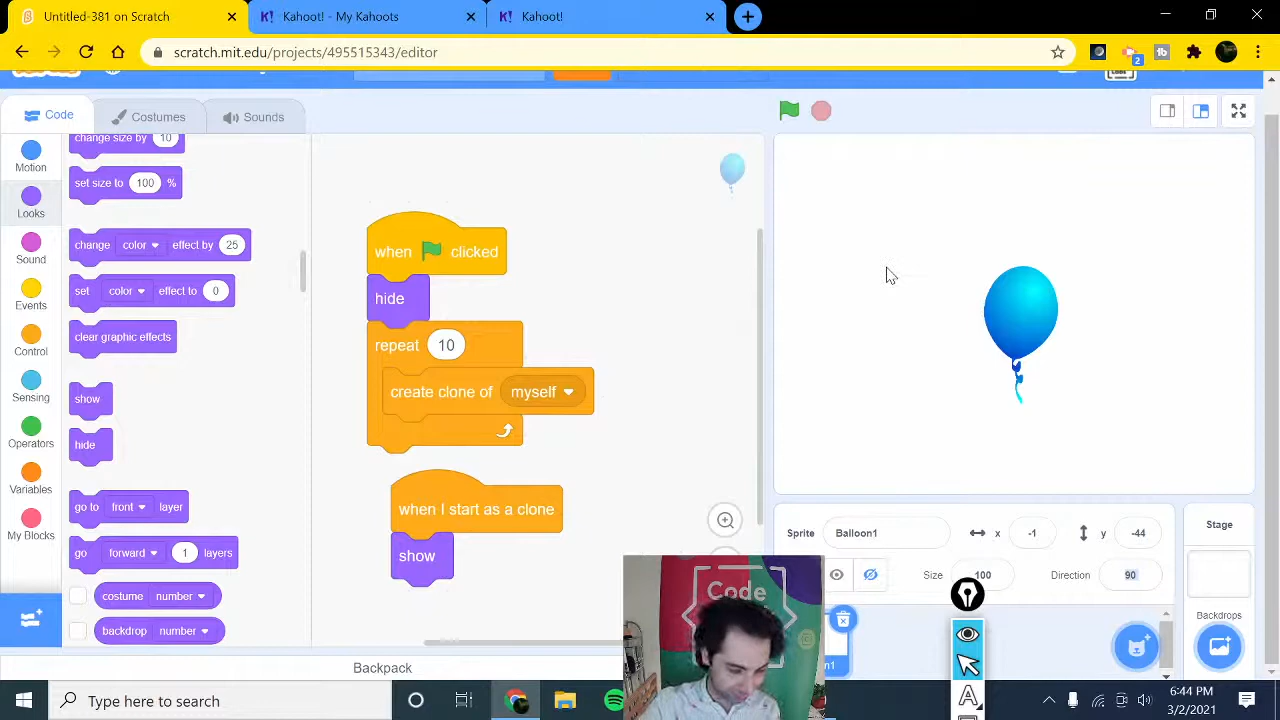 Untitled-381 on Scratch
Kahoot! - My Kahoots
Kahoot!
scratch.mit.edu/projects/495515343/editor
2
Code
Costumes
Sounds
Motion
Looks
Sound
Events
Control
Sensing
Operators
Variables
My Blocks
change size by 10
set size to 100 %
change color effect by 25
set color effect to 0
clear graphic effects
show
hide
go to front layer
go forward 1 layers
costume number
backdrop number
when clicked
hide
repeat 10
create clone of myself
when I start as a clone
show
Sprite Balloon1 x -1 y -44
Size 100 Direction 90
Stage
Backdrops
Code
Backpack
Type here to search
A
6:44 PM
3/2/2021